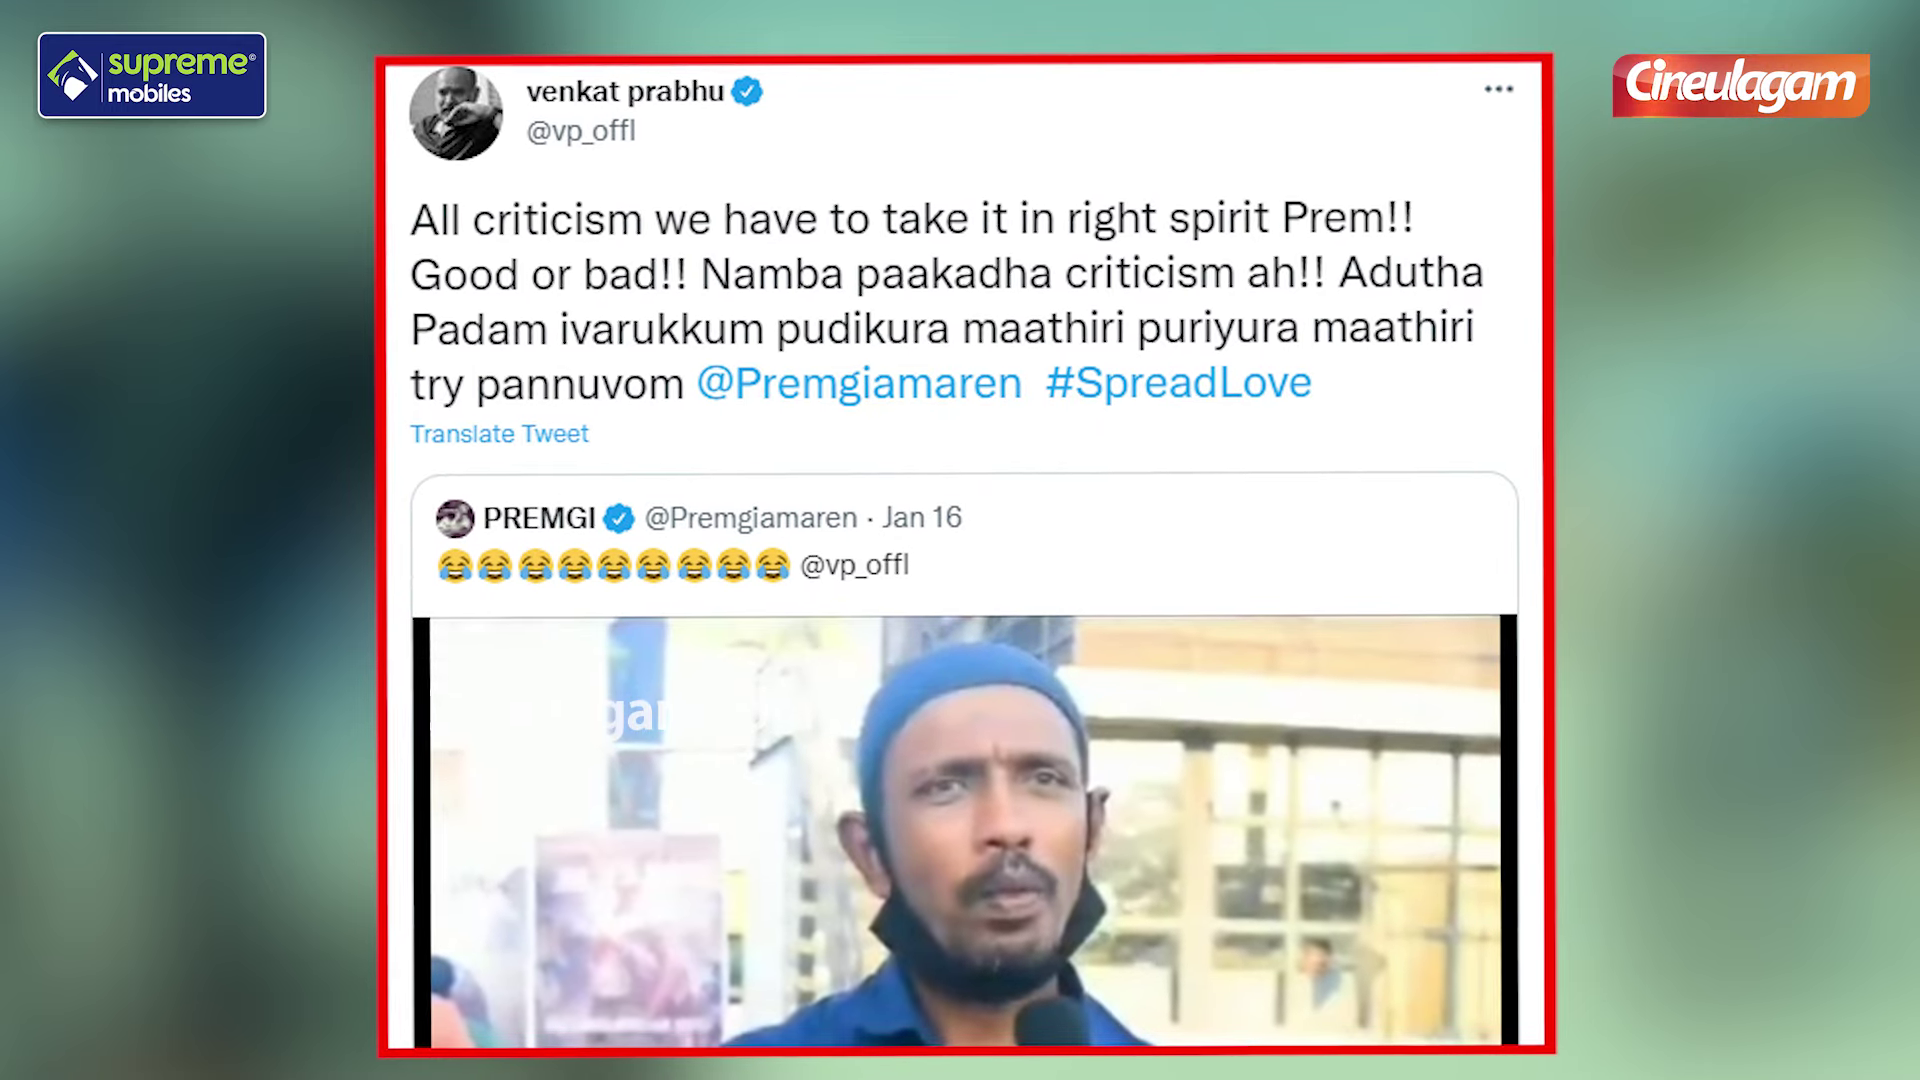 supreme
mobiles
Cineulagam
venkat prabhu
@vp_offl
All criticism we have to take it in right spirit Prem!!
Good or bad!! Namba paakadha criticism ah!! Adutha
Padam ivarukkum pudikura maathiri puriyura maathiri
try pannuvom @Premgiamaren #SpreadLove
Translate Tweet
PREMGI @Premgiamaren · Jan 16
😂😂😂😂😂😂😂😂😂 @vp_offl